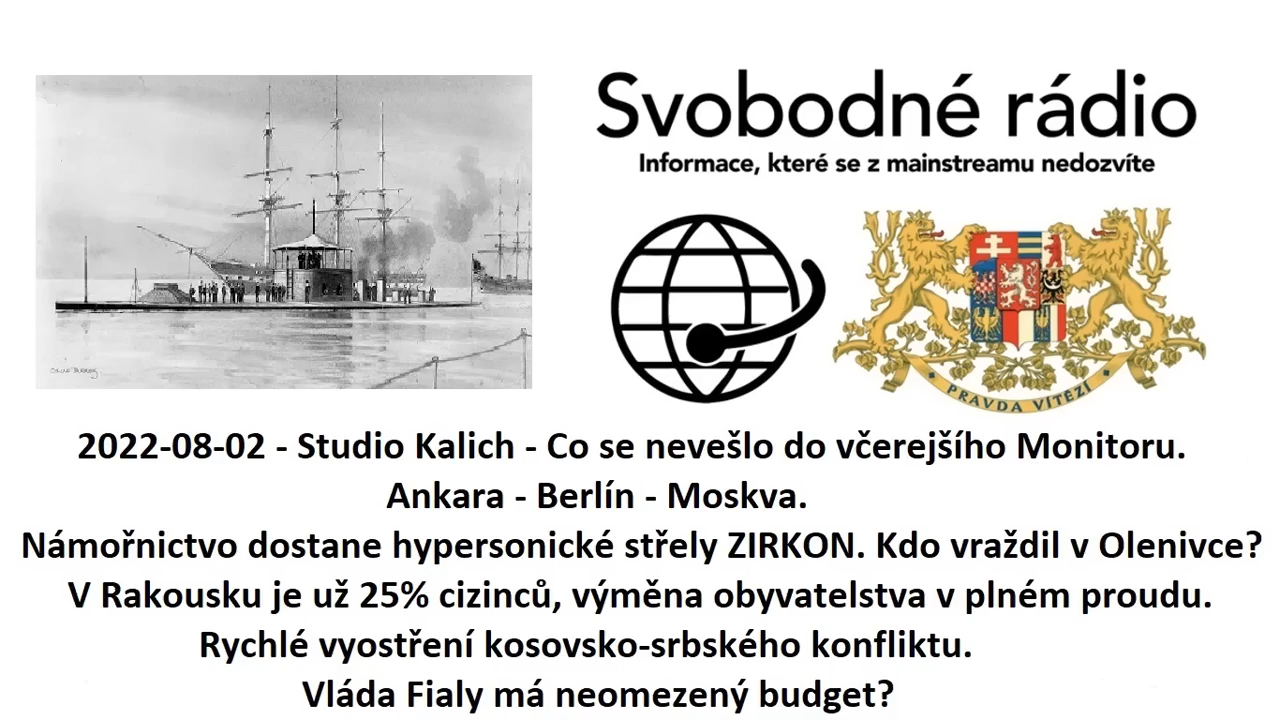 Svobodné rádio
Informace, které se z mainstreamu nedozvíte
PRAVDA VÍTĚZÍ
2022-08-02 - Studio Kalich - Co se nevešlo do včerejšího Monitoru.
Ankara - Berlín - Moskva.
Námořnictvo dostane hypersonické střely ZIRKON. Kdo vraždil v Olenivce?
V Rakousku je už 25% cizinců, výměna obyvatelstva v plném proudu.
Rychlé vyostření kosovsko-srbského konfliktu.
Vláda Fialy má neomezený budget?